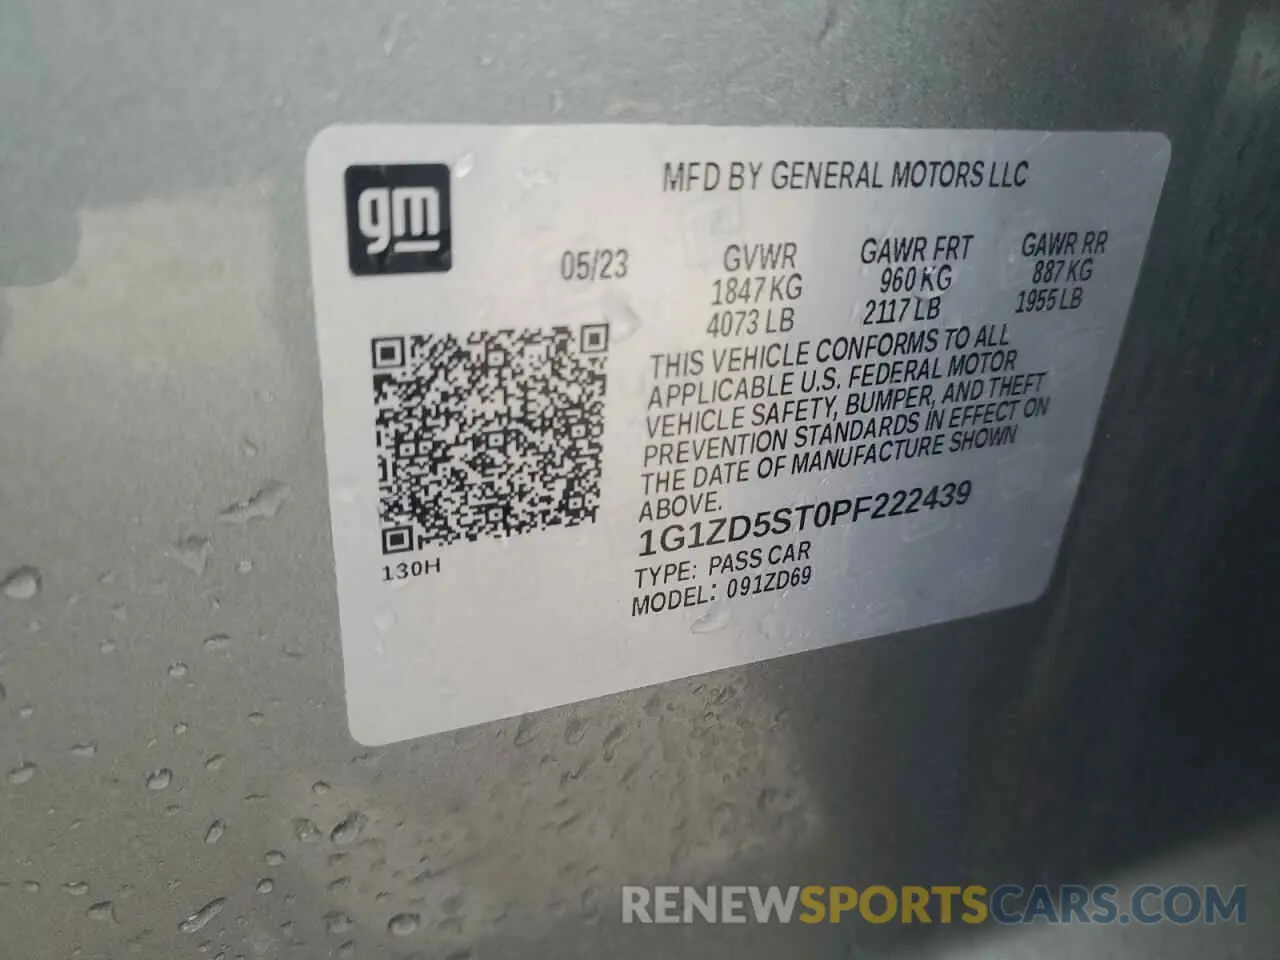 gm
MFD BY GENERAL MOTORS LLC
05/23
GVWR
1847 KG
4073 LB
GAWR FRT
960 KG
2117 LB
GAWR RR
887 KG
1955 LB
THIS VEHICLE CONFORMS TO ALL
APPLICABLE U.S. FEDERAL MOTOR
VEHICLE SAFETY, BUMPER, AND THEFT
PREVENTION STANDARDS IN EFFECT ON
THE DATE OF MANUFACTURE SHOWN
ABOVE.
1G1ZD5ST0PF222439
TYPE: PASS CAR
MODEL: 091ZD69
130H
RENEWSPORTSCARS.COM